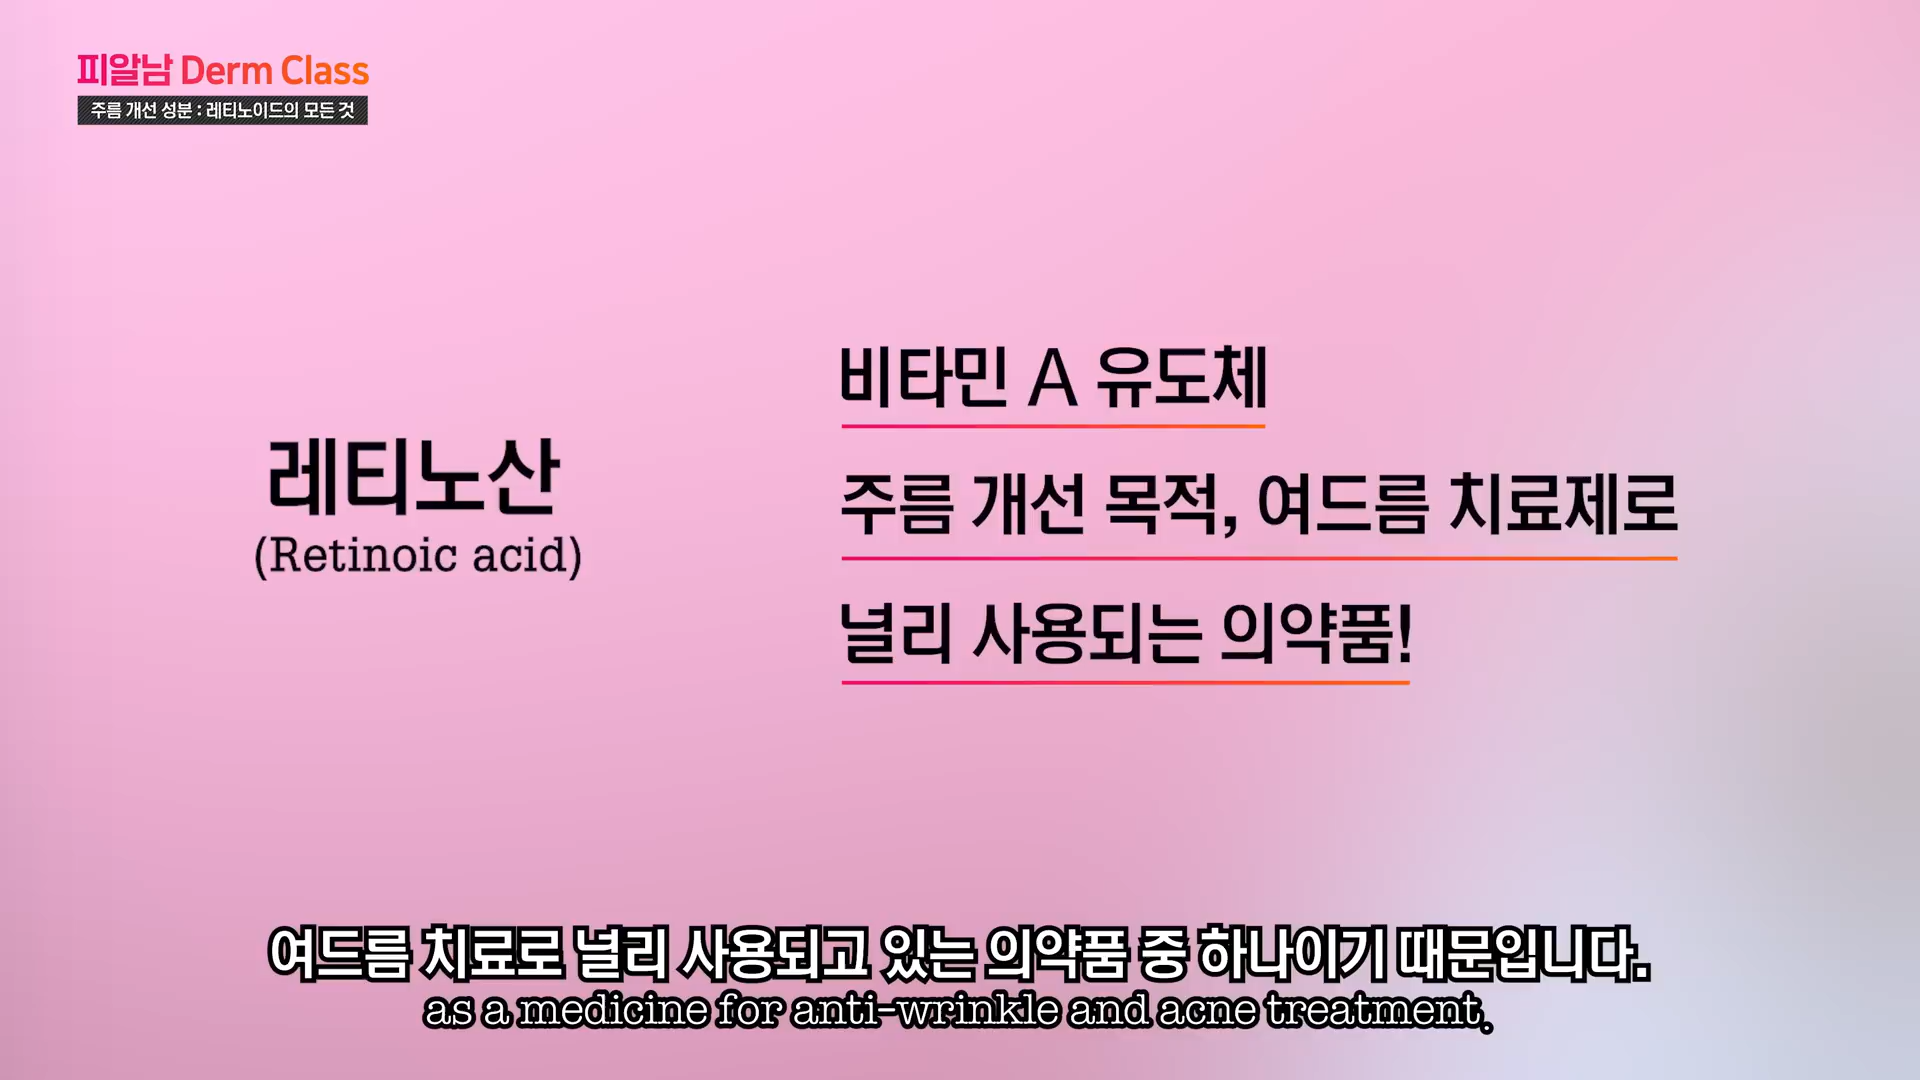 피알남 Derm Class
주름 개선 성분 : 레티노이드의 모든 것
레티노산
(Retinoic acid)
비타민 A 유도체
주름 개선 목적, 여드름 치료제로
널리 사용되는 의약품!
여드름 치료로 널리 사용되고 있는 의약품 중 하나이기 때문입니다.
as a medicine for anti-wrinkle and acne treatment.